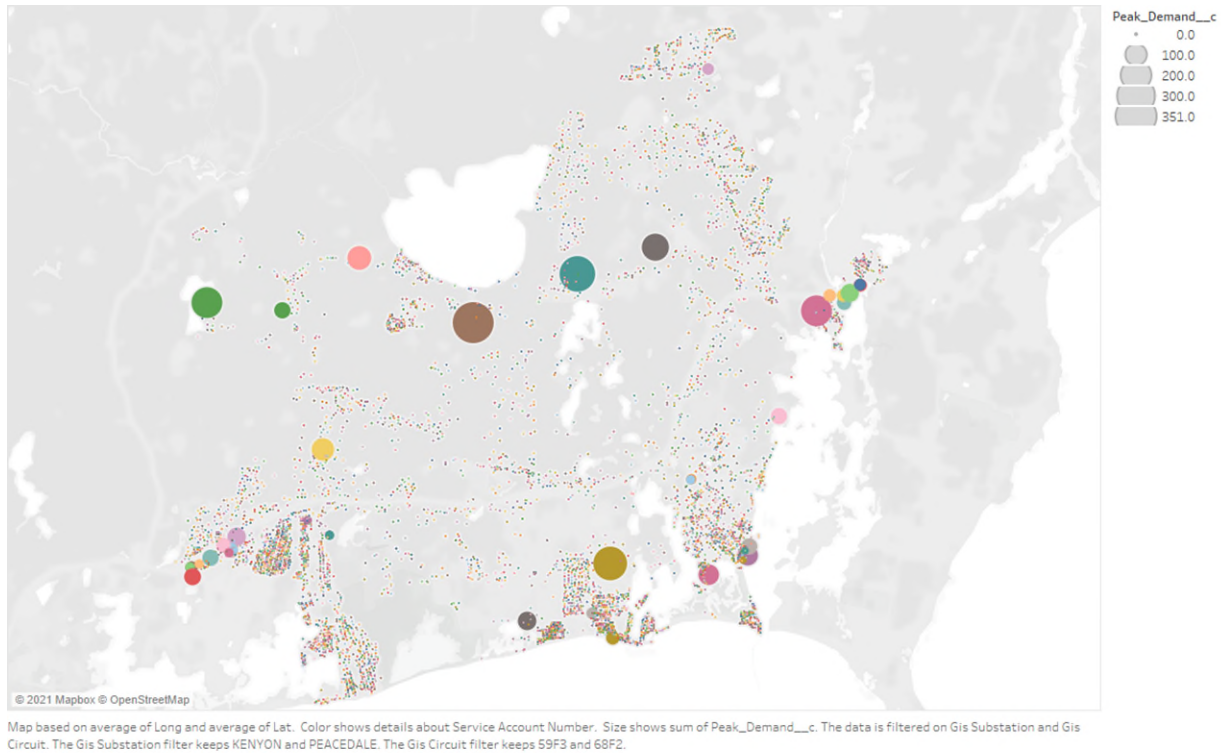 Peak_Demand__c
0.0
100.0
200.0
300.0
351.0
© 2021 Mapbox © OpenStreetMap
Map based on average of Long and average of Lat. Color shows details about Service Account Number. Size shows sum of Peak_Demand__c. The data is filtered on Gis Substation and Gis
Circuit. The Gis Substation filter keeps KENYON and PEACEDALE. The Gis Circuit filter keeps 59F3 and 68F2.